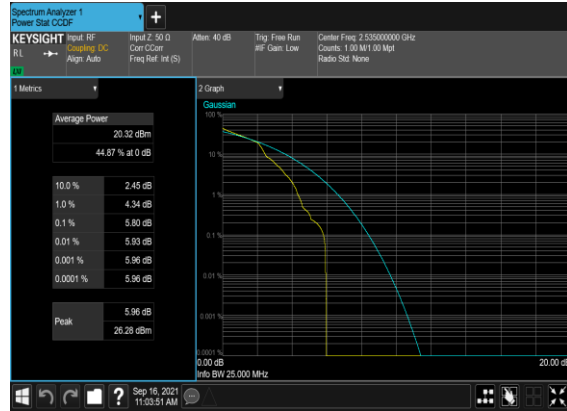 Spectrum Analyzer 1
Power Stat CCDF
KEYSIGHT
RL
Input: RF
Coupling: DC
Align: Auto
Input Z: 50 Ω
Corr CCorr
Freq Ref: Int (S)
Atten: 40 dB
Trig: Free Run
#IF Gain: Low
Center Freq: 2.535000000 GHz
Counts: 1.00 M/1.00 Mpt
Radio Std: None
1 Metrics
Average Power
20.32 dBm
44.87 % at 0 dB
10.0 % 2.45 dB
1.0 % 4.34 dB
0.1 % 5.80 dB
0.01 % 5.93 dB
0.001 % 5.96 dB
0.0001 % 5.96 dB
Peak
5.96 dB
26.28 dBm
2 Graph
Gaussian
100 %
10 %
1 %
0.1 %
0.01 %
0.001 %
0.0001 %
0.00 dB
20.00 dB
Info BW 25.000 MHz
Sep 16, 2021
11:03:51 AM